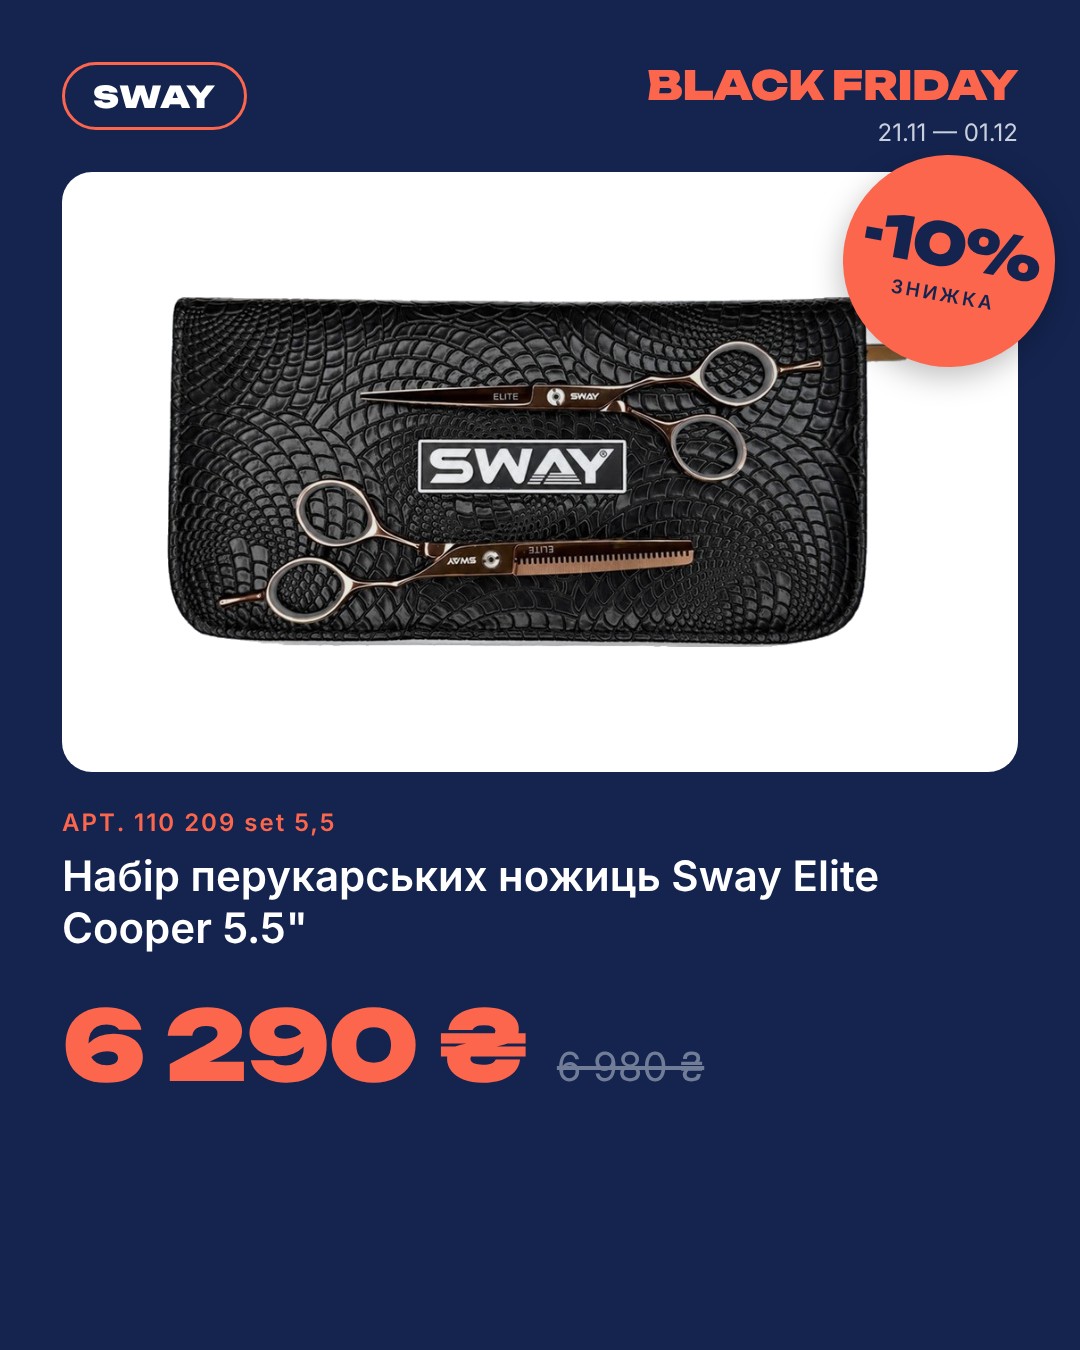 SWAY
BLACK FRIDAY
21.11 — 01.12
-10%
ЗНИЖКА
ELITE
SWAY
SWAY®
ELITE
SWAY
АРТ. 110 209 set 5,5
Набір перукарських ножиць Sway Elite
Cooper 5.5"
6 290 ₴
6 980 ₴